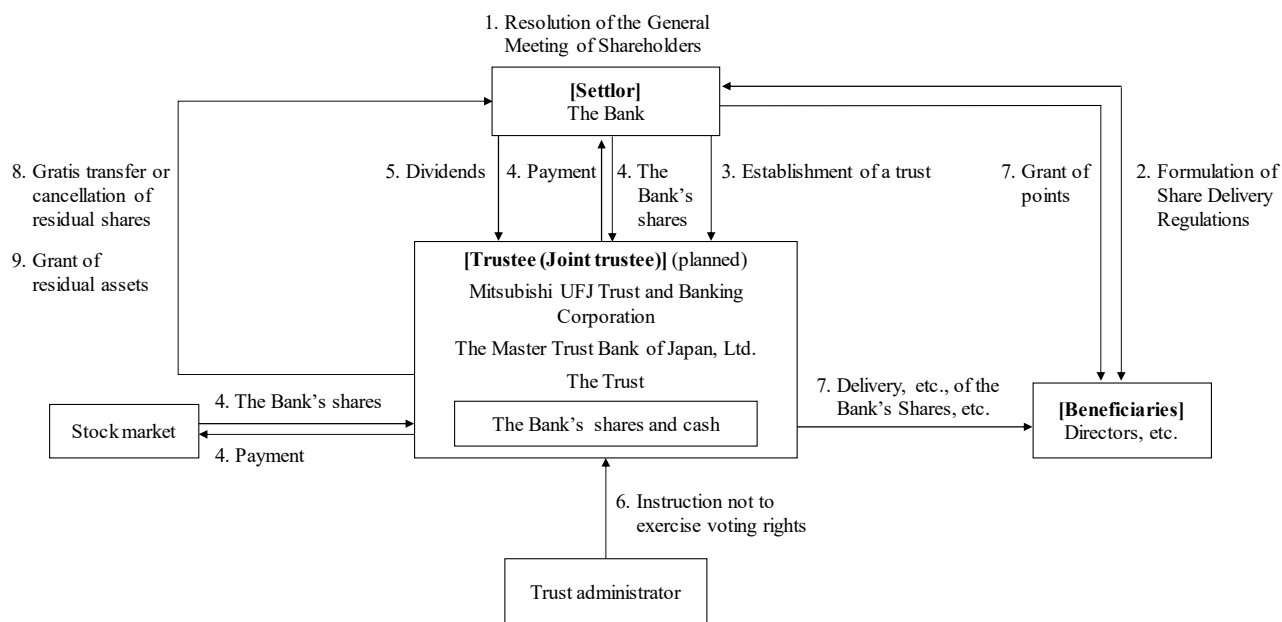 1. Resolution of the General
Meeting of Shareholders
[Settlor]
The Bank
8. Gratis transfer or
cancellation of
residual shares
9. Grant of
residual assets
5. Dividends
4. Payment
4. The
Bank’s
shares
3. Establishment of a trust
7. Grant of
points
2. Formulation of
Share Delivery
Regulations
[Trustee (Joint trustee)] (planned)
Mitsubishi UFJ Trust and Banking
Corporation
The Master Trust Bank of Japan, Ltd.
The Trust
The Bank’s shares and cash
Stock market
4. The Bank’s shares
4. Payment
7. Delivery, etc., of the
Bank’s Shares, etc.
[Beneficiaries]
Directors, etc.
6. Instruction not to
exercise voting rights
Trust administrator